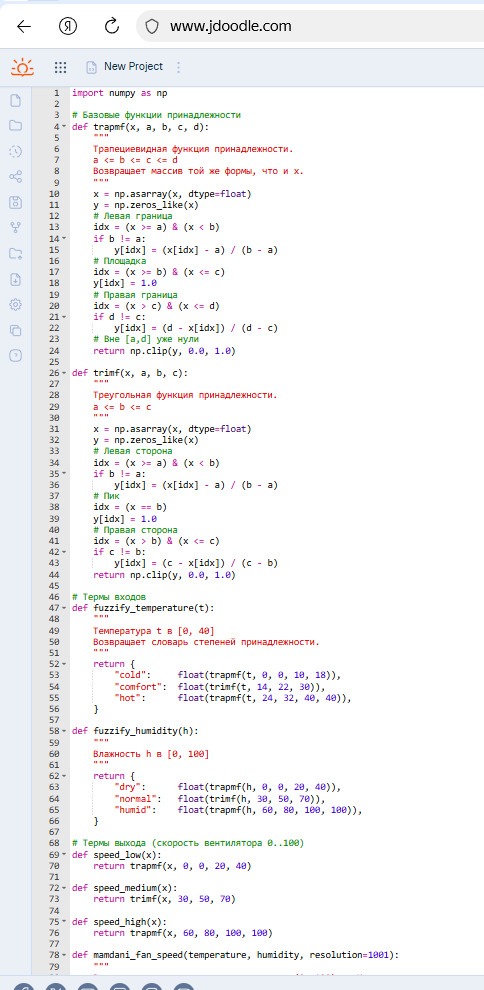 www.jdoodle.com
New Project
1 import numpy as np
2
3 # Базовые функции принадлежности
4 def trapmf(x, a, b, c, d):
5     """
6     Трапециевидная функция принадлежности.
7     a <= b <= c <= d
8     Возвращает массив той же формы, что и x.
9     """
10     x = np.asarray(x, dtype=float)
11     y = np.zeros_like(x)
12     # Левая граница
13     idx = (x >= a) & (x < b)
14     if b != a:
15         y[idx] = (x[idx] - a) / (b - a)
16     # Площадка
17     idx = (x >= b) & (x <= c)
18     y[idx] = 1.0
19     # Правая граница
20     idx = (x > c) & (x <= d)
21     if d != c:
22         y[idx] = (d - x[idx]) / (d - c)
23     # Вне [a,d] уже нули
24     return np.clip(y, 0.0, 1.0)
25
26 def trimf(x, a, b, c):
27     """
28     Треугольная функция принадлежности.
29     a <= b <= c
30     """
31     x = np.asarray(x, dtype=float)
32     y = np.zeros_like(x)
33     # Левая сторона
34     idx = (x >= a) & (x < b)
35     if b != a:
36         y[idx] = (x[idx] - a) / (b - a)
37     # Пик
38     idx = (x == b)
39     y[idx] = 1.0
40     # Правая сторона
41     idx = (x > b) & (x <= c)
42     if c != b:
43         y[idx] = (c - x[idx]) / (c - b)
44     return np.clip(y, 0.0, 1.0)
45
46 # Термы входов
47 def fuzzify_temperature(t):
48     """
49     Температура t в [0, 40]
50     Возвращает словарь степеней принадлежности.
51     """
52     return {
53         "cold":     float(trapmf(t, 0, 0, 10, 18)),
54         "comfort":  float(trimf(t, 14, 22, 30)),
55         "hot":      float(trapmf(t, 24, 32, 40, 40)),
56     }
57
58 def fuzzify_humidity(h):
59     """
60     Влажность h в [0, 100]
61     """
62     return {
63         "dry":      float(trapmf(h, 0, 0, 20, 40)),
64         "normal":   float(trimf(h, 30, 50, 70)),
65         "humid":    float(trapmf(h, 60, 80, 100, 100)),
66     }
67
68 # Термы выхода (скорость вентилятора 0..100)
69 def speed_low(x):
70     return trapmf(x, 0, 0, 20, 40)
71
72 def speed_medium(x):
73     return trimf(x, 30, 50, 70)
74
75 def speed_high(x):
76     return trapmf(x, 60, 80, 100, 100)
77
78 def mamdani_fan_speed(temperature, humidity, resolution=1001):
79     """